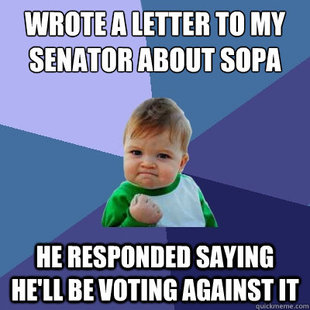 WROTE A LETTER TO MY
SENATOR ABOUT SOPA
HE RESPONDED SAYING
HE'LL BE VOTING AGAINST IT
quickmeme.com